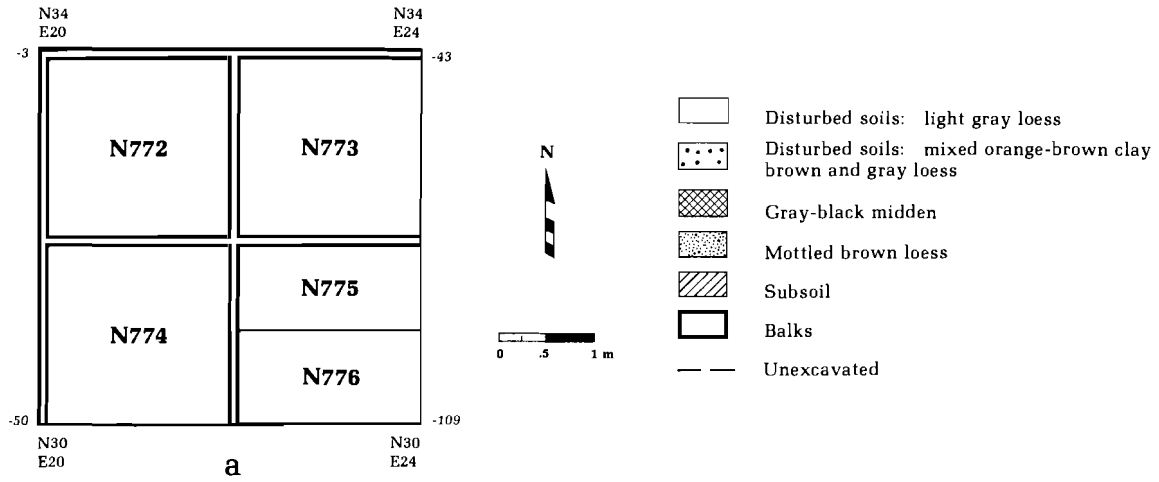 N34
E20
N34
E24
-3
-43
N772
N773
N774
N775
N776
-50
-109
N30
E20
N30
E24
a
N
0 .5 1 m
Disturbed soils: light gray loess
Disturbed soils: mixed orange-brown clay
brown and gray loess
Gray-black midden
Mottled brown loess
Subsoil
Balks
Unexcavated